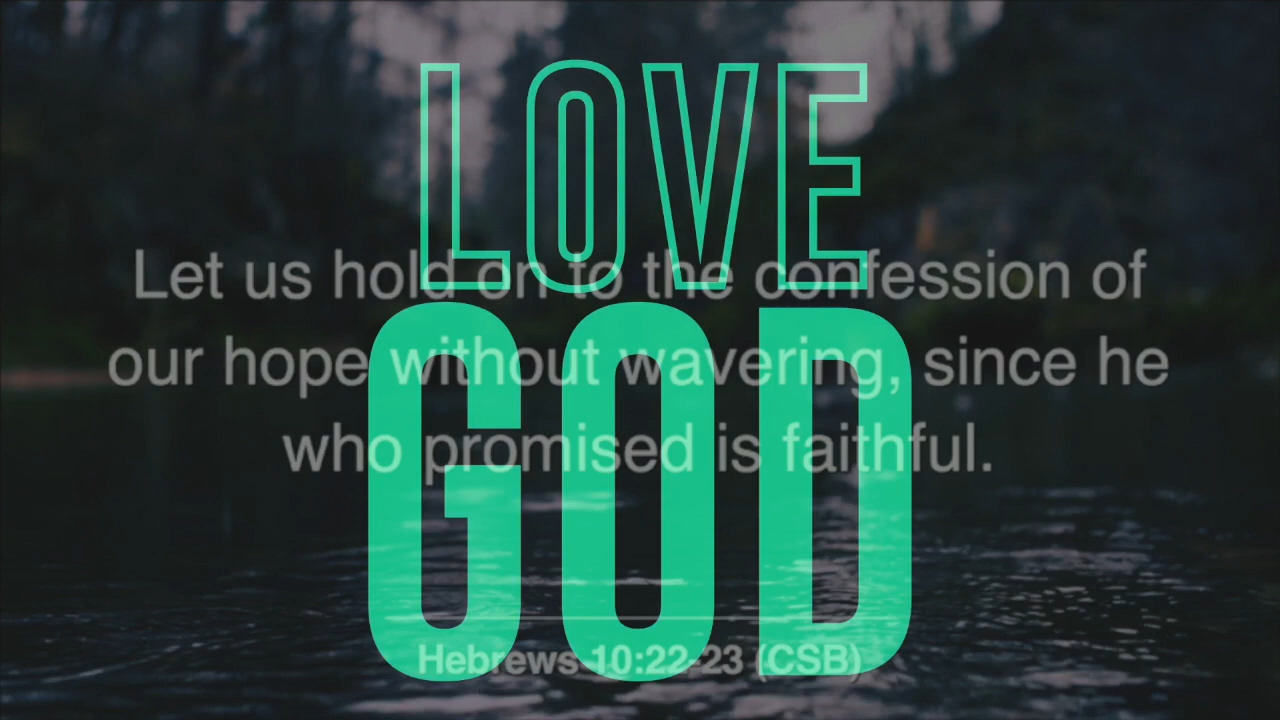 LOVE
GOD
Let us hold on to the confession of
our hope without wavering, since he
who promised is faithful.
Hebrews 10:22-23 (CSB)